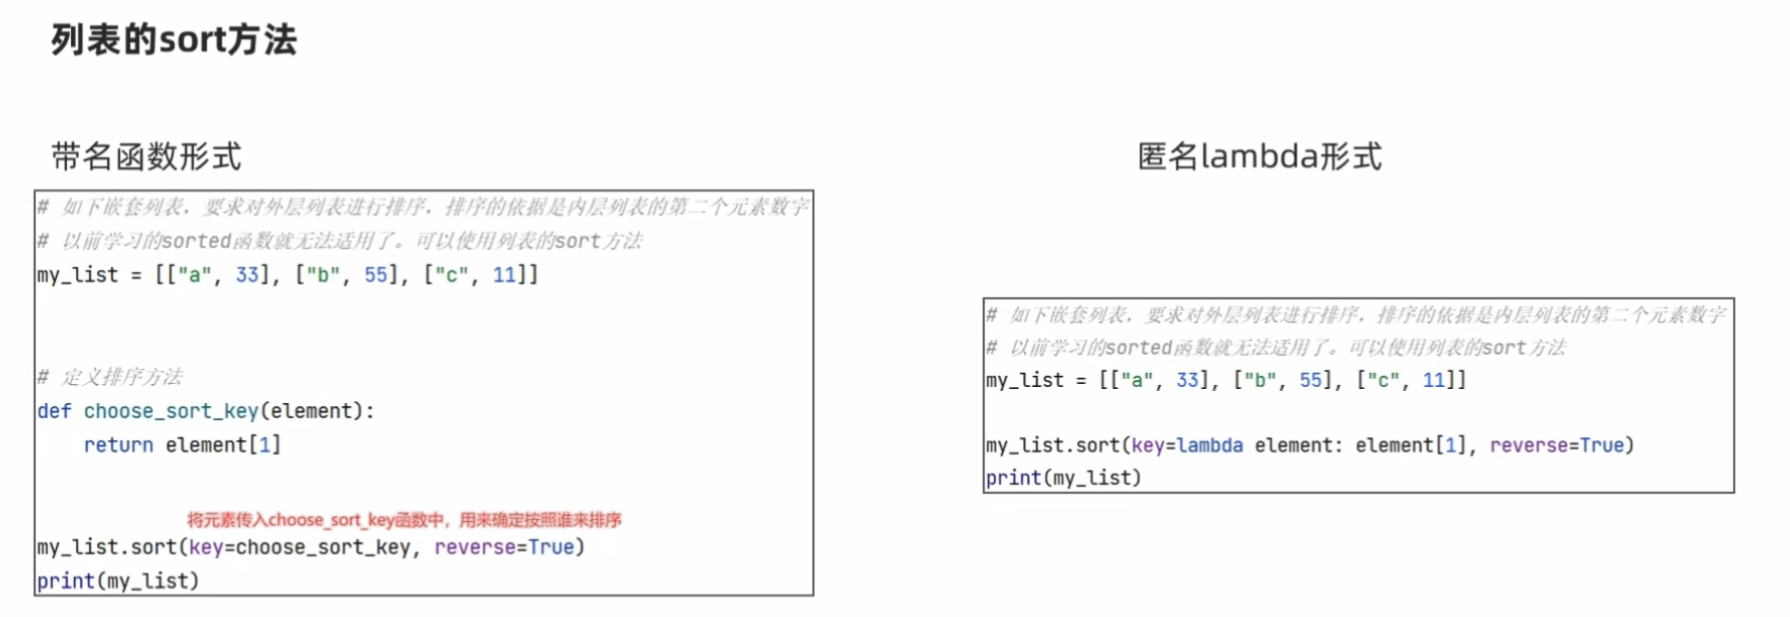 列表的sort方法
带名函数形式
# 如下嵌套列表，要求对外层列表进行排序，排序的依据是内层列表的第二个元素数字
# 以前学习的sorted函数就无法适用了。可以使用列表的sort方法
my_list = [["a", 33], ["b", 55], ["c", 11]]
# 定义排序方法
def choose_sort_key(element):
    return element[1]
将元素传入choose_sort_key函数中，用来确定按照谁来排序
my_list.sort(key=choose_sort_key, reverse=True)
print(my_list)
匿名lambda形式
# 如下嵌套列表，要求对外层列表进行排序，排序的依据是内层列表的第二个元素数字
# 以前学习的sorted函数就无法适用了。可以使用列表的sort方法
my_list = [["a", 33], ["b", 55], ["c", 11]]
my_list.sort(key=lambda element: element[1], reverse=True)
print(my_list)